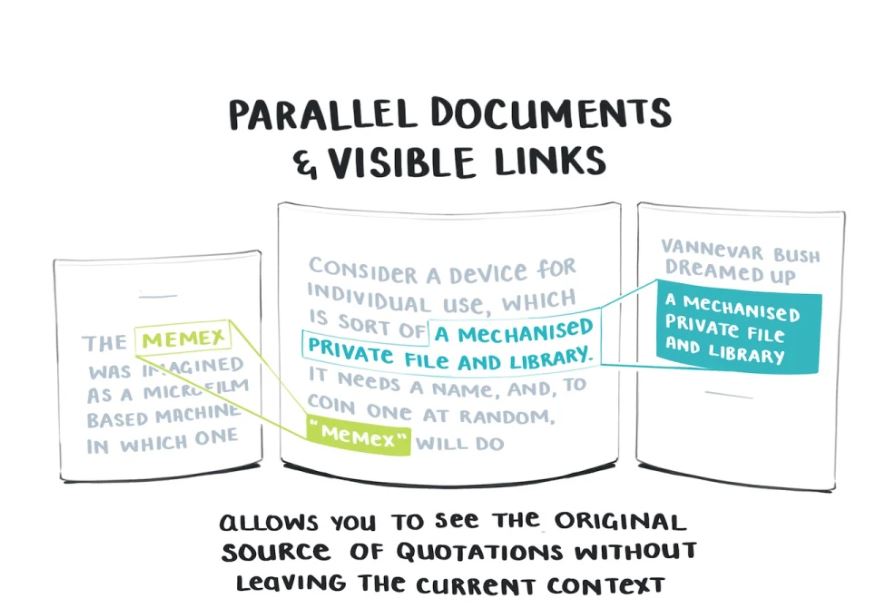 PARALLEL DOCUMENTS
& VISIBLE LINKS
THE MEMEX
WAS IMAGINED
AS A MICROFILM
BASED MACHINE
IN WHICH ONE
CONSIDER A DEVICE FOR
INDIVIDUAL USE, WHICH
IS SORT OF A MECHANISED
PRIVATE FILE AND LIBRARY.
IT NEEDS A NAME, AND, TO
COIN ONE AT RANDOM,
"MEMEX" WILL DO
VANNEVAR BUSH
DREAMED UP
A MECHANISED
PRIVATE FILE
AND LIBRARY
ALLOWS YOU TO SEE THE ORIGINAL
SOURCE OF QUOTATIONS WITHOUT
LEAVING THE CURRENT CONTEXT